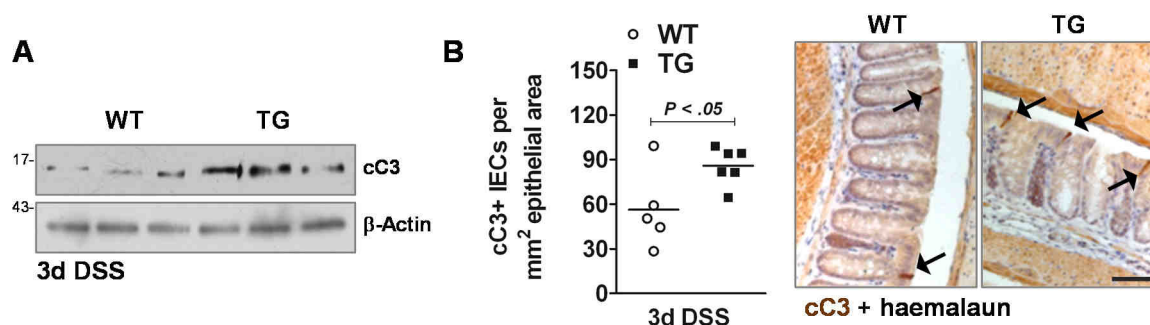 A
WT TG
17-
cC3
43-
β-Actin
3d DSS
B
WT
TG
cC3+ IECs per
mm² epithelial area
150
120
90
60
30
0
P < .05
3d DSS
WT TG
cC3 + haemalaun